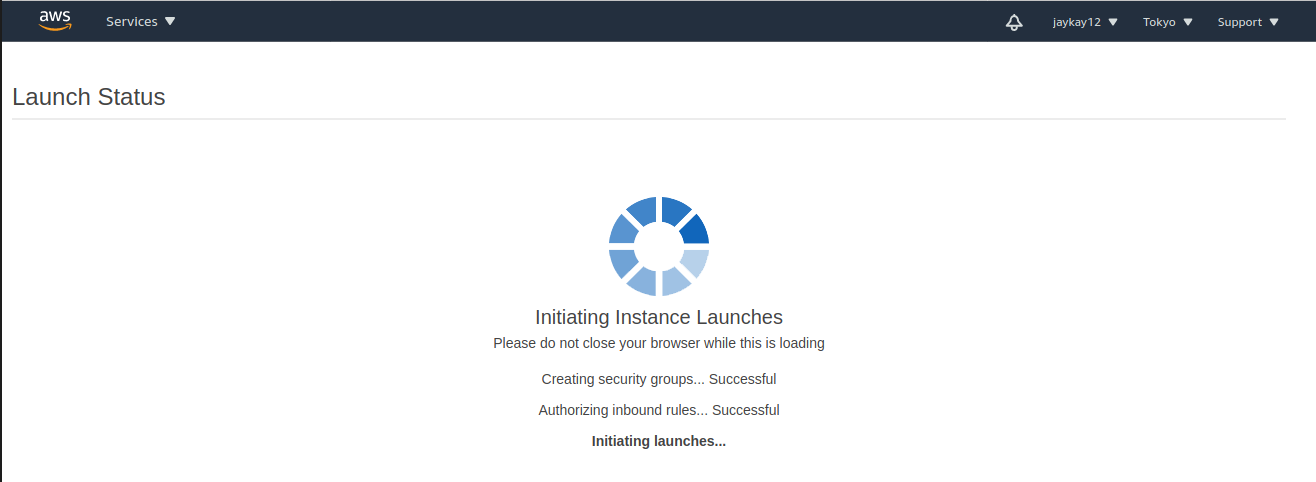 aws Services jaykay12 Tokyo Support
Launch Status
Initiating Instance Launches
Please do not close your browser while this is loading
Creating security groups... Successful
Authorizing inbound rules... Successful
Initiating launches...